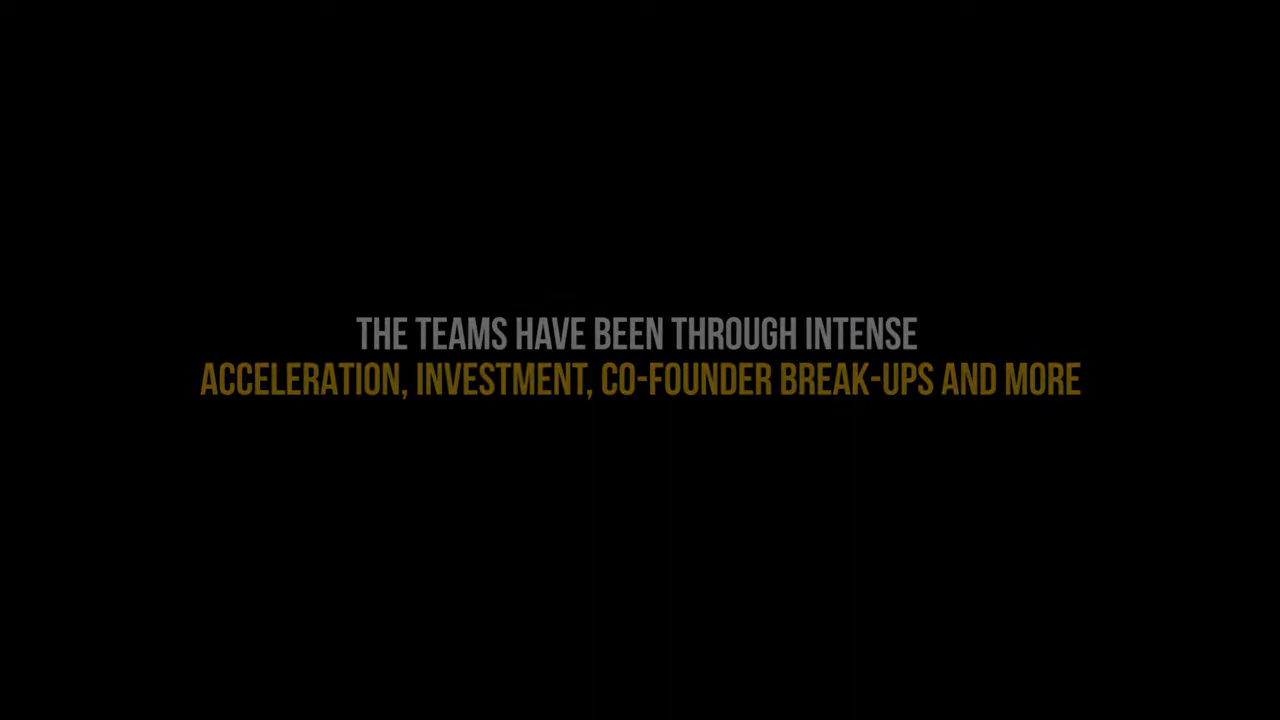 THE TEAMS HAVE BEEN THROUGH INTENSE
ACCELERATION, INVESTMENT, CO-FOUNDER BREAK-UPS AND MORE